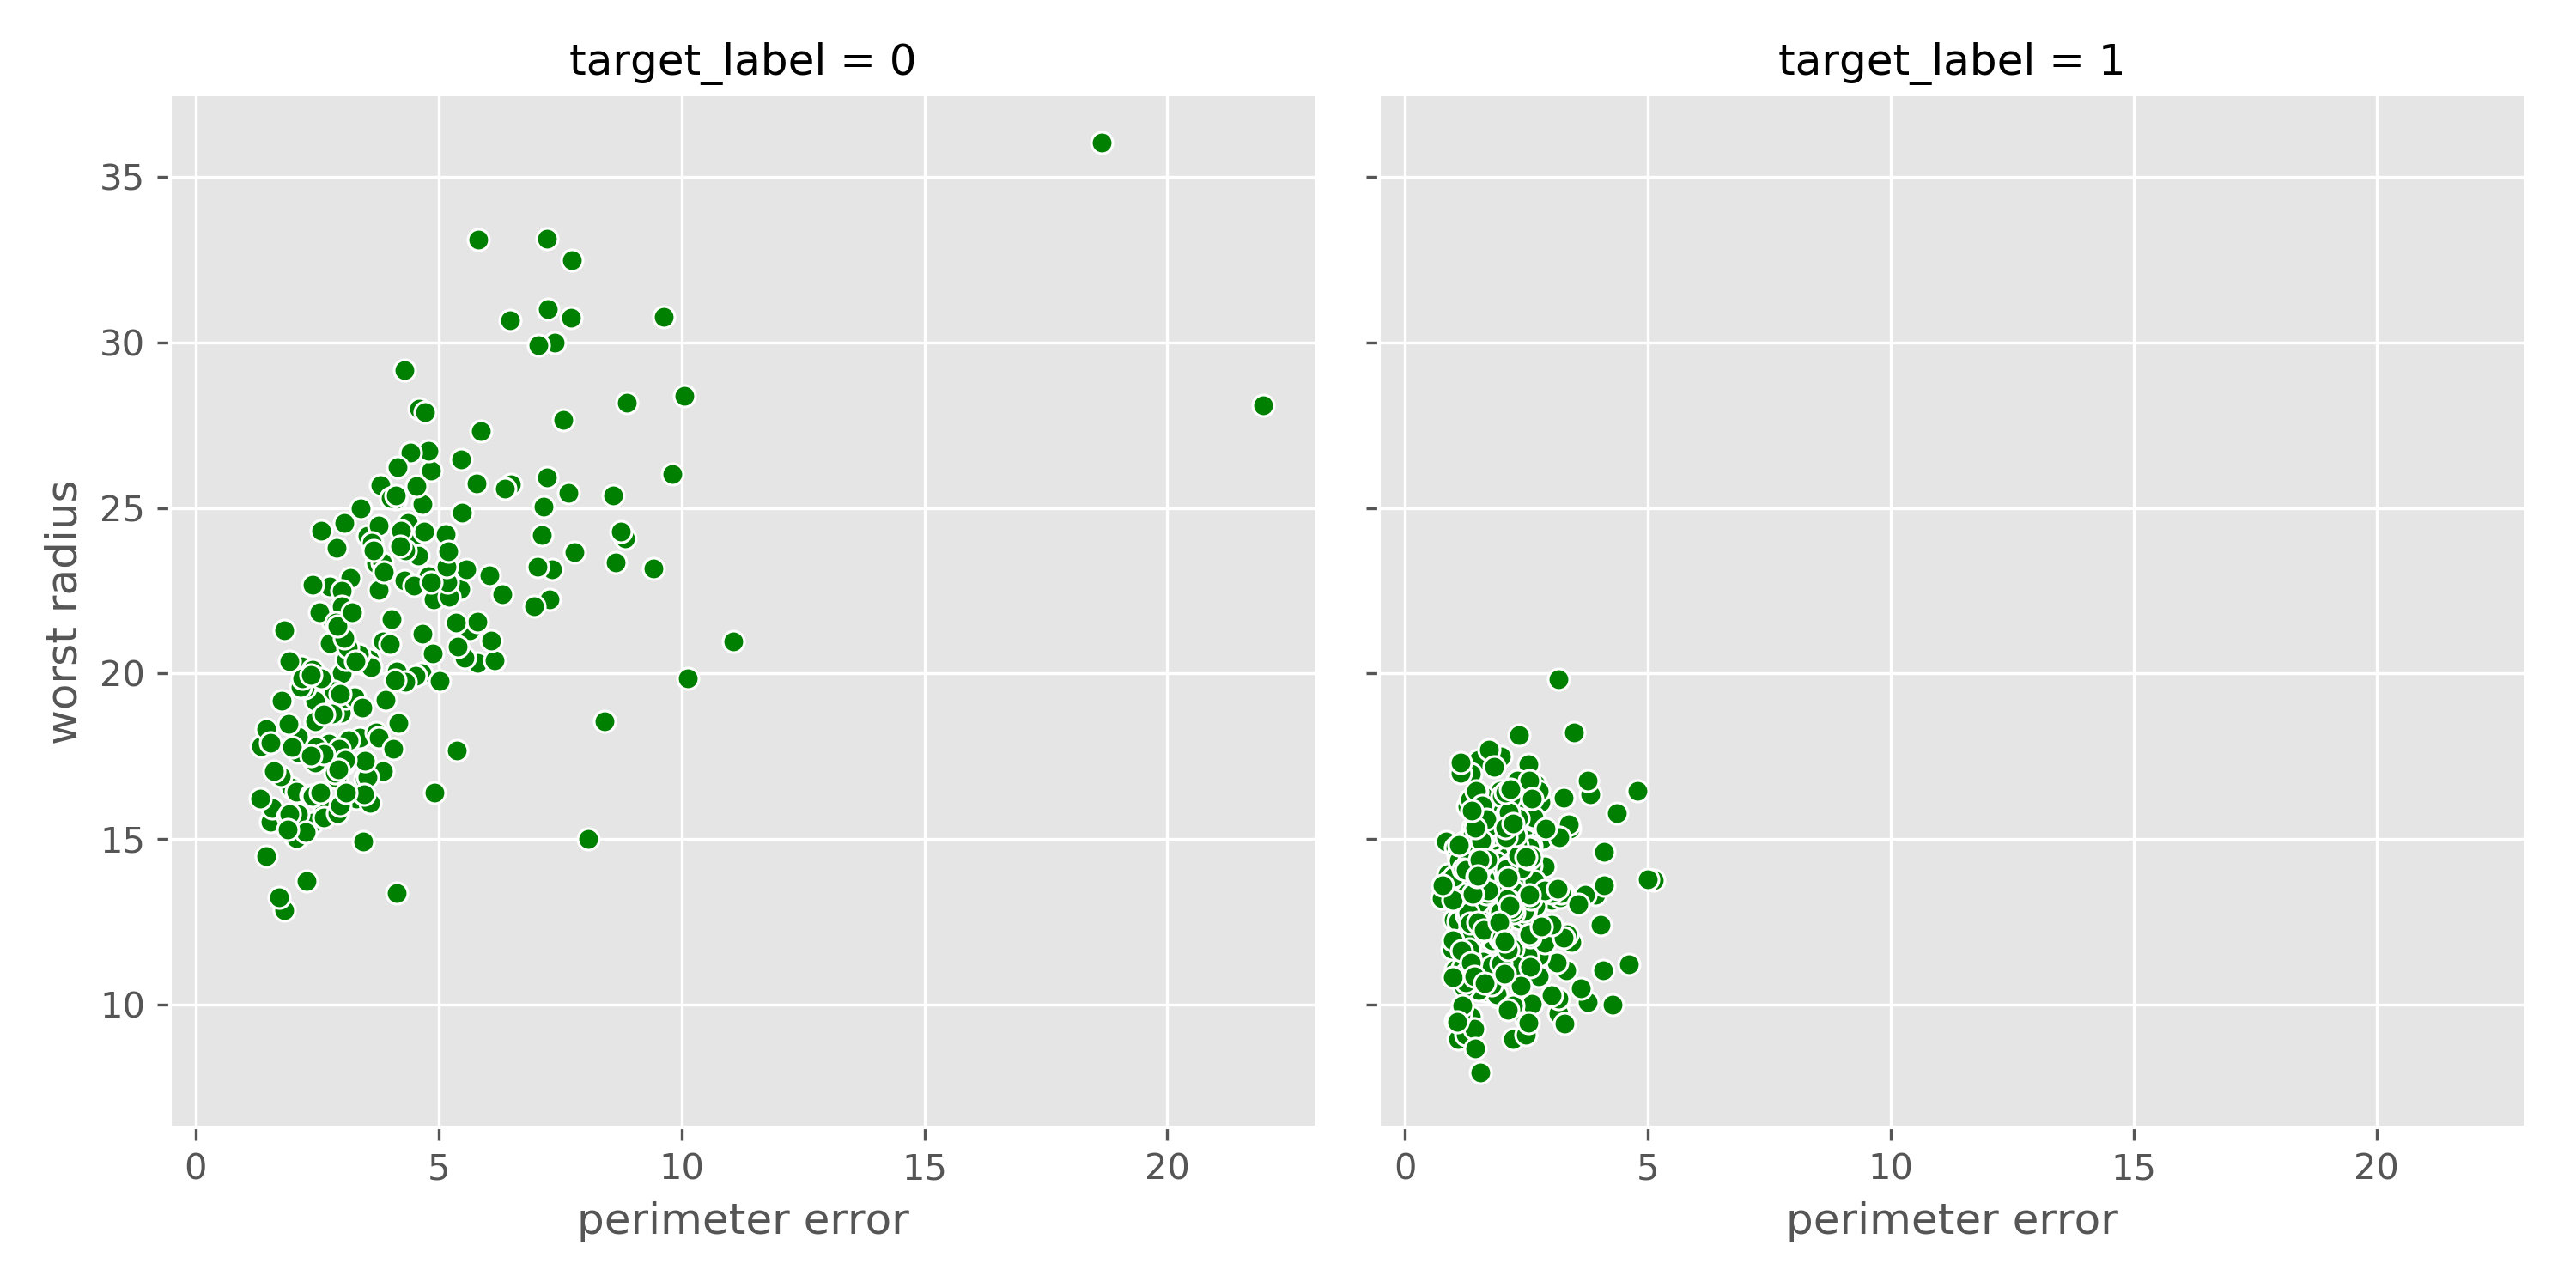 target_label = 0
target_label = 1
worst radius
35
30
25
20
15
10
0 5 10 15 20
0 5 10 15 20
perimeter error
perimeter error